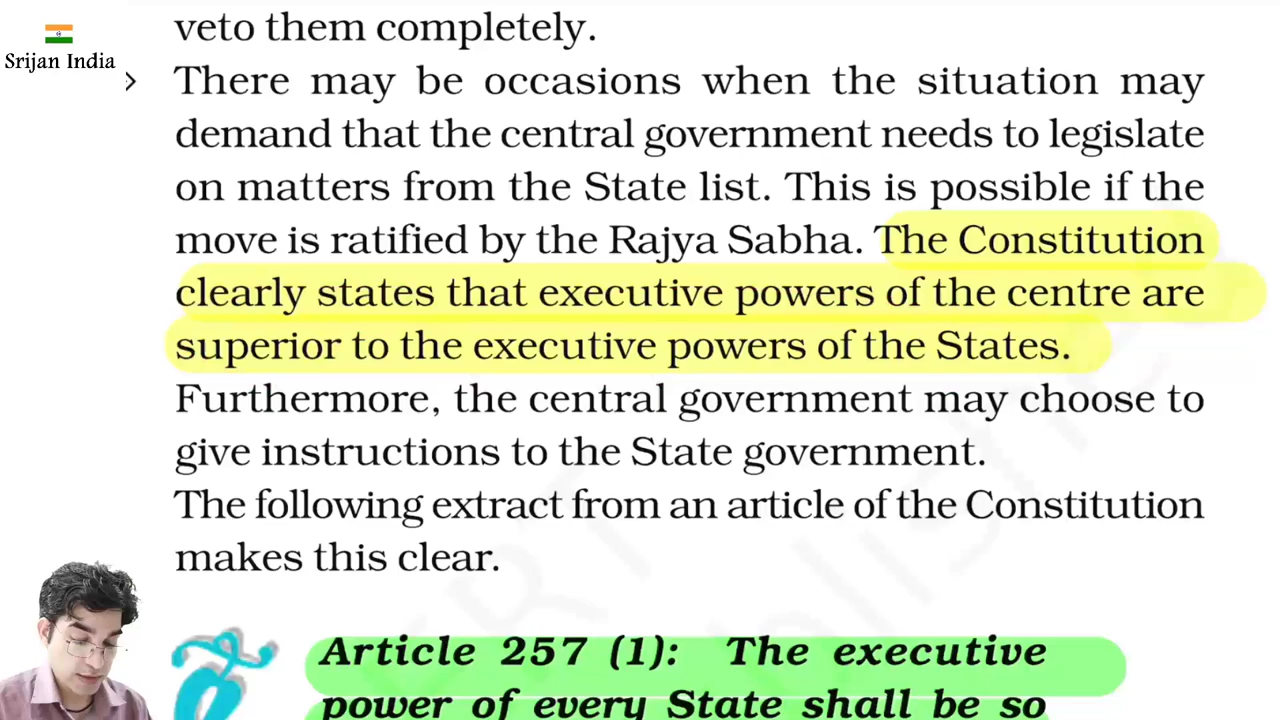 veto them completely.
Srijan India
There may be occasions when the situation may
demand that the central government needs to legislate
on matters from the State list. This is possible if the
move is ratified by the Rajya Sabha. The Constitution
clearly states that executive powers of the centre are
superior to the executive powers of the States.
Furthermore, the central government may choose to
give instructions to the State government.
The following extract from an article of the Constitution
makes this clear.
Article 257 (1): The executive
power of every State shall be so